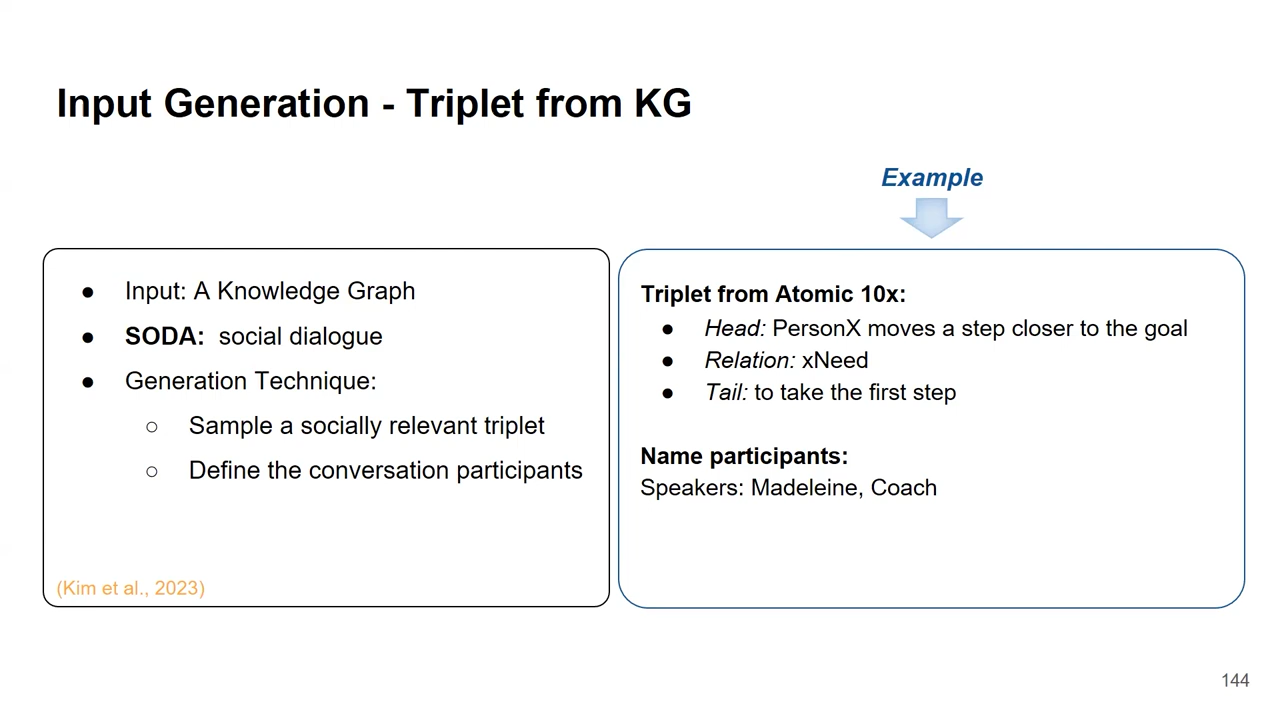 Input Generation - Triplet from KG
Example
● Input: A Knowledge Graph
● SODA: social dialogue
● Generation Technique:
○ Sample a socially relevant triplet
○ Define the conversation participants
(Kim et al., 2023)
Triplet from Atomic 10x:
● Head: PersonX moves a step closer to the goal
● Relation: xNeed
● Tail: to take the first step
Name participants:
Speakers: Madeleine, Coach
144